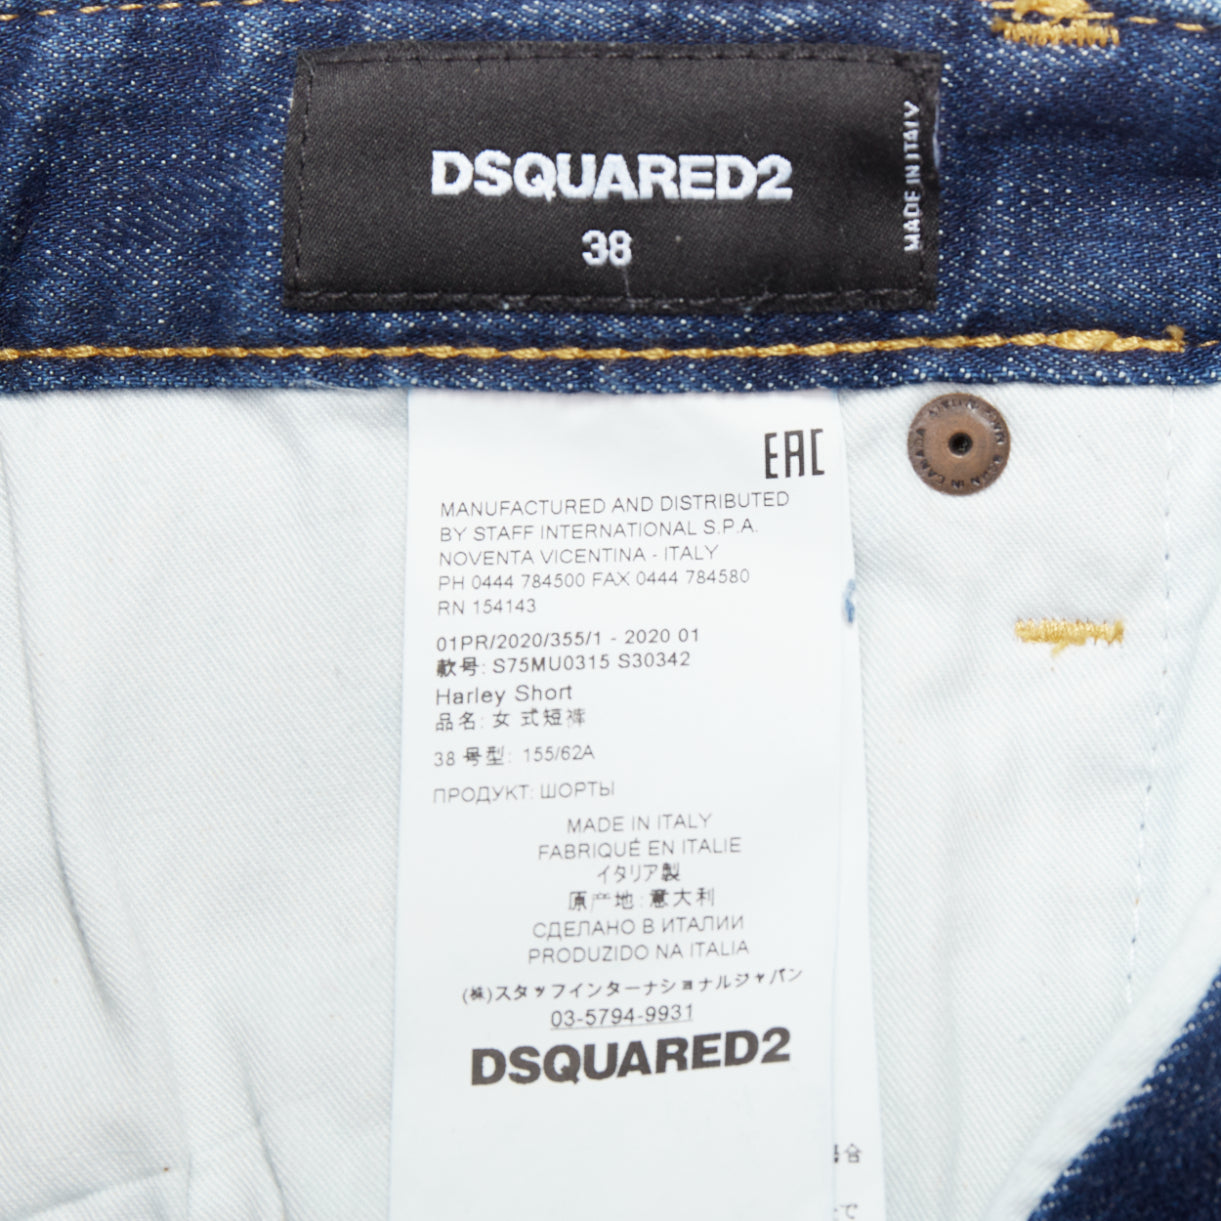 DSQUARED2
38
MADE IN ITALY
EAC
MANUFACTURED AND DISTRIBUTED
BY STAFF INTERNATIONAL S.P.A.
NOVENTA VICENTINA - ITALY
PH 0444 784500 FAX 0444 784580
RN 154143
01PR/2020/355/1 - 2020 01
款号: S75MU0315 S30342
Harley Short
品名: 女式短裤
38 号型: 155/62A
ПРОДУКТ: ШОРТЫ
MADE IN ITALY
FABRIQUÉ EN ITALIE
イタリア製
原产地: 意大利
СДЕЛАНО В ИТАЛИИ
PRODUZIDO NA ITALIA
(株)スタッフインターナショナルジャパン
03-5794-9931
DSQUARED2
合
で